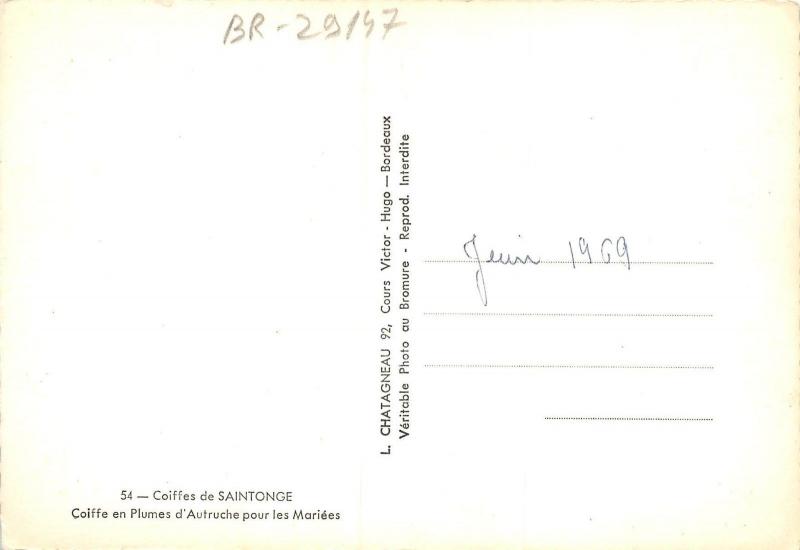 BR-29147
L. CHATAGNEAU 92, Cours Victor - Hugo — Bordeaux
Véritable Photo au Bromure - Reprod. Interdite
Juin 1969
54 — Coiffes de SAINTONGE
Coiffe en Plumes d'Autruche pour les Mariées